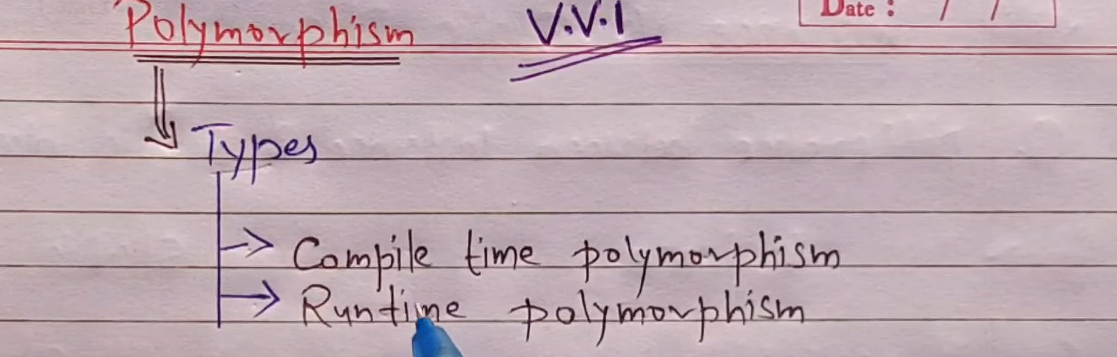 Polymorphism V.V.I Date : / /
Types
Compile time polymorphism
Runtime polymorphism